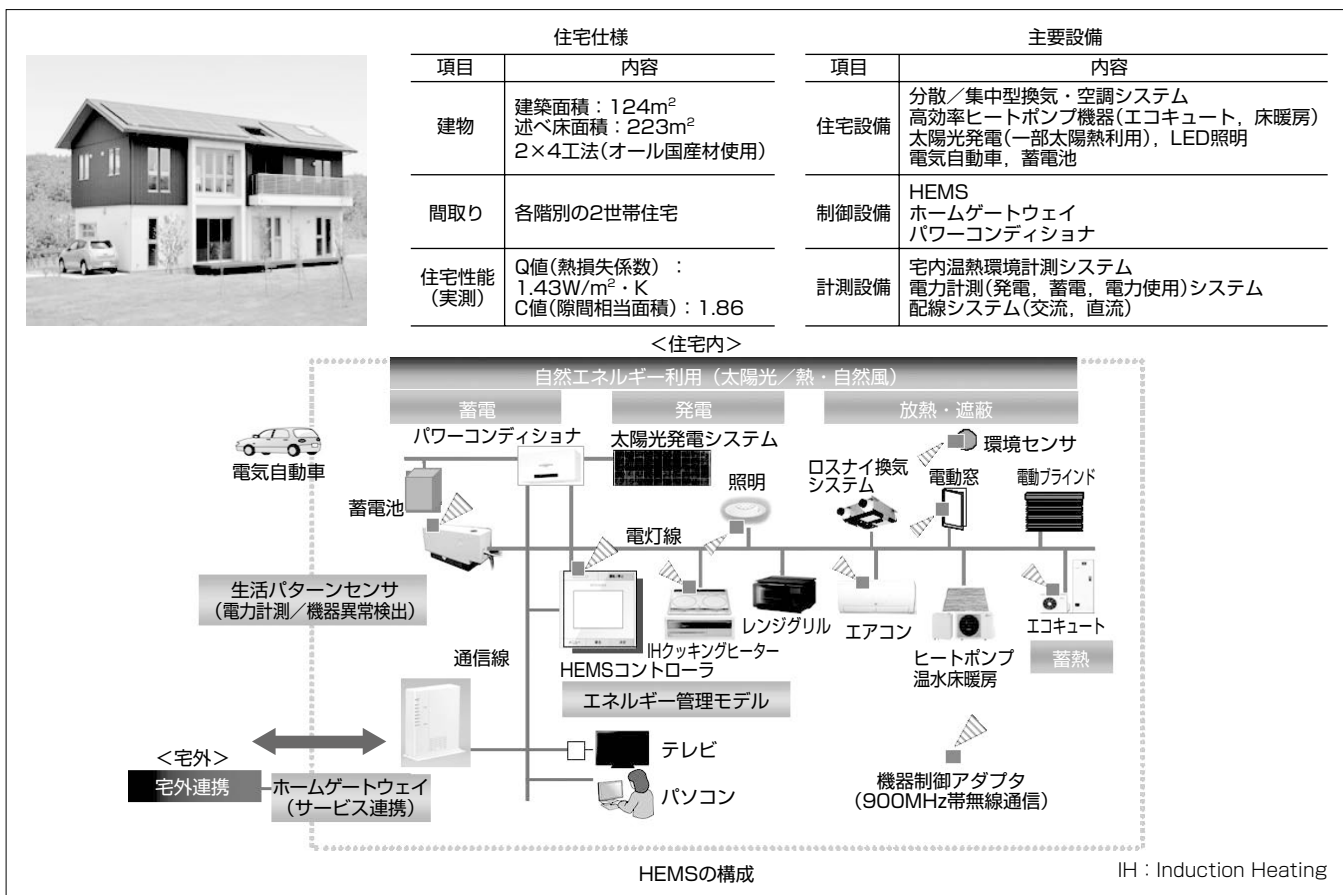 住宅仕様
項目 内容
建物
建築面積：124m²
述べ床面積：223m²
2×4工法(オール国産材使用)
間取り 各階別の2世帯住宅
住宅性能
(実測)
Q値(熱損失係数)：
1.43W/m²・K
C値(隙間相当面積)：1.86
主要設備
項目 内容
住宅設備
分散／集中型換気・空調システム
高効率ヒートポンプ機器(エコキュート，床暖房)
太陽光発電(一部太陽熱利用)，LED照明
電気自動車，蓄電池
制御設備
HEMS
ホームゲートウェイ
パワーコンディショナ
計測設備
宅内温熱環境計測システム
電力計測(発電，蓄電，電力使用)システム
配線システム(交流，直流)
＜住宅内＞
自然エネルギー利用（太陽光／熱・自然風）
蓄電
発電
放熱・遮蔽
パワーコンディショナ
太陽光発電システム
環境センサ
電気自動車
蓄電池
照明
ロスナイ換気
システム
電動窓
電動ブラインド
電灯線
生活パターンセンサ
（電力計測／機器異常検出）
通信線
HEMSコントローラ
IHクッキングヒーター
レンジグリル
エアコン
ヒートポンプ
温水床暖房
エコキュート
蓄熱
エネルギー管理モデル
＜宅外＞
宅外連携
ホームゲートウェイ
（サービス連携）
テレビ
パソコン
機器制御アダプタ
（900MHz帯無線通信）
HEMSの構成
IH：Induction Heating